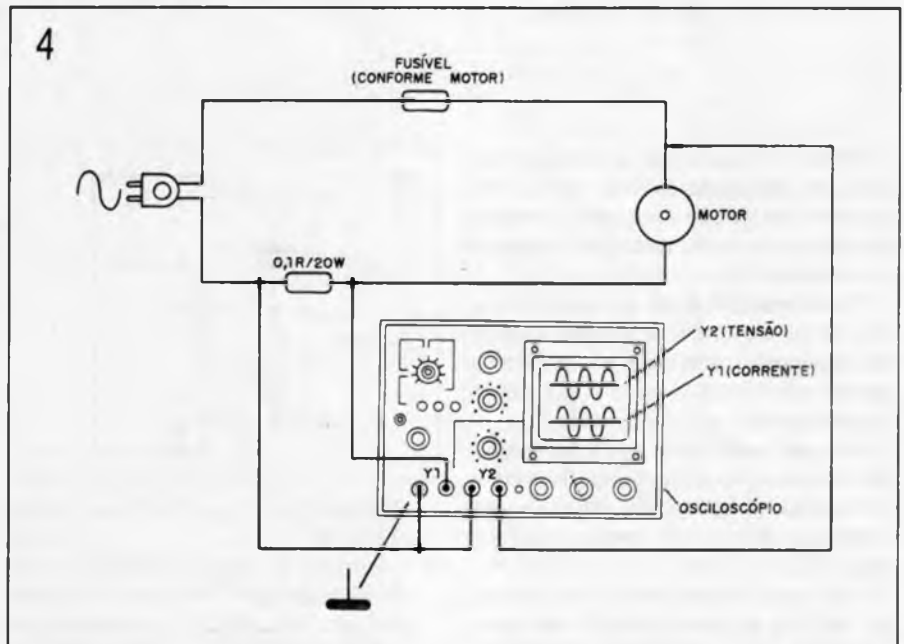 4
FUSÍVEL
(CONFORME MOTOR)
MOTOR
0,1R/20W
Y2 (TENSÃO)
Y1 (CORRENTE)
Y1
Y2
OSCILOSCÓPIO